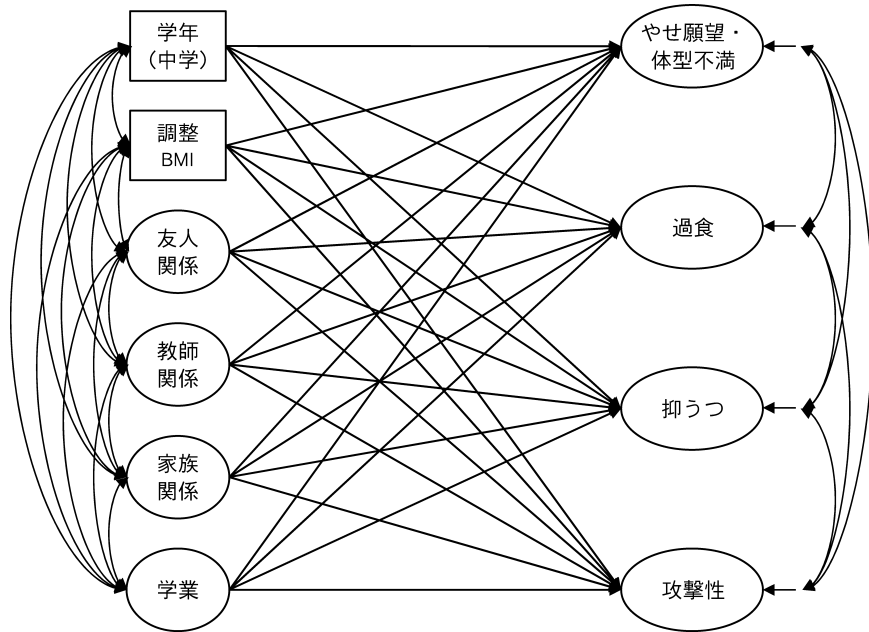 学年
（中学）
調整
BMI
友人
関係
教師
関係
家族
関係
学業
やせ願望・
体型不満
過食
抑うつ
攻撃性